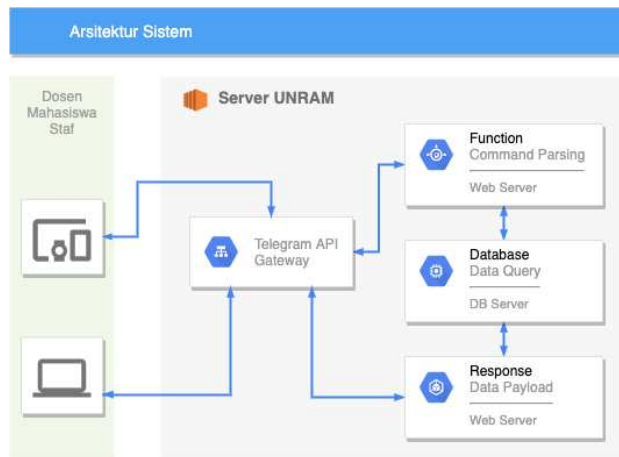 Arsitektur Sistem
Dosen
Mahasiswa
Staf
Server UNRAM
Telegram API
Gateway
Function
Command Parsing
Web Server
Database
Data Query
DB Server
Response
Data Payload
Web Server